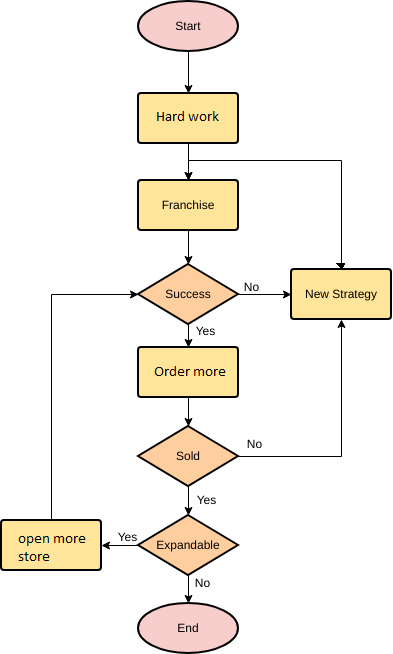 Start
Hard work
Franchise
Success
No
New Strategy
Yes
Order more
Sold
No
Yes
Expandable
Yes
open more
store
No
End